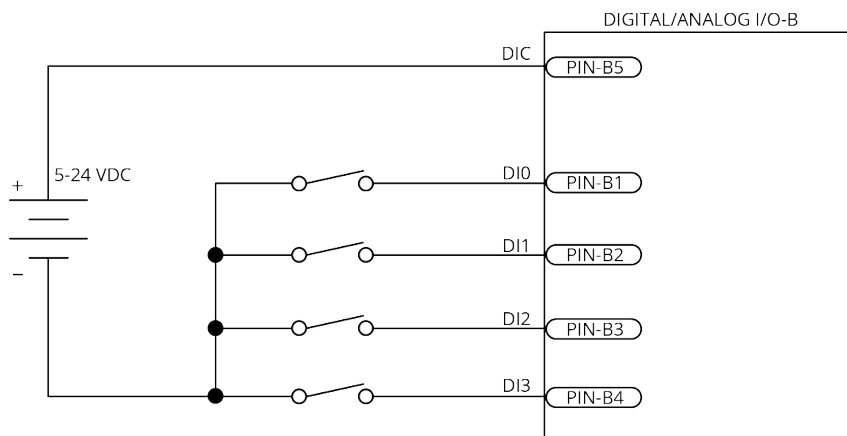 DIGITAL/ANALOG I/O-B
DIC
PIN-B5
5-24 VDC
+
DI0
PIN-B1
DI1
PIN-B2
−
DI2
PIN-B3
DI3
PIN-B4